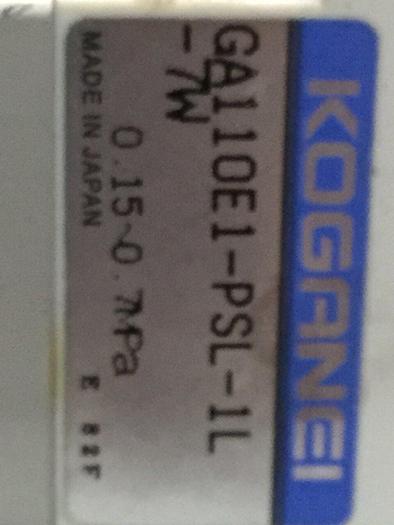 KOGANEI
GA110E1-PSL-1L
-7W
0.15~0.7MPa
MADE IN JAPAN E 82F